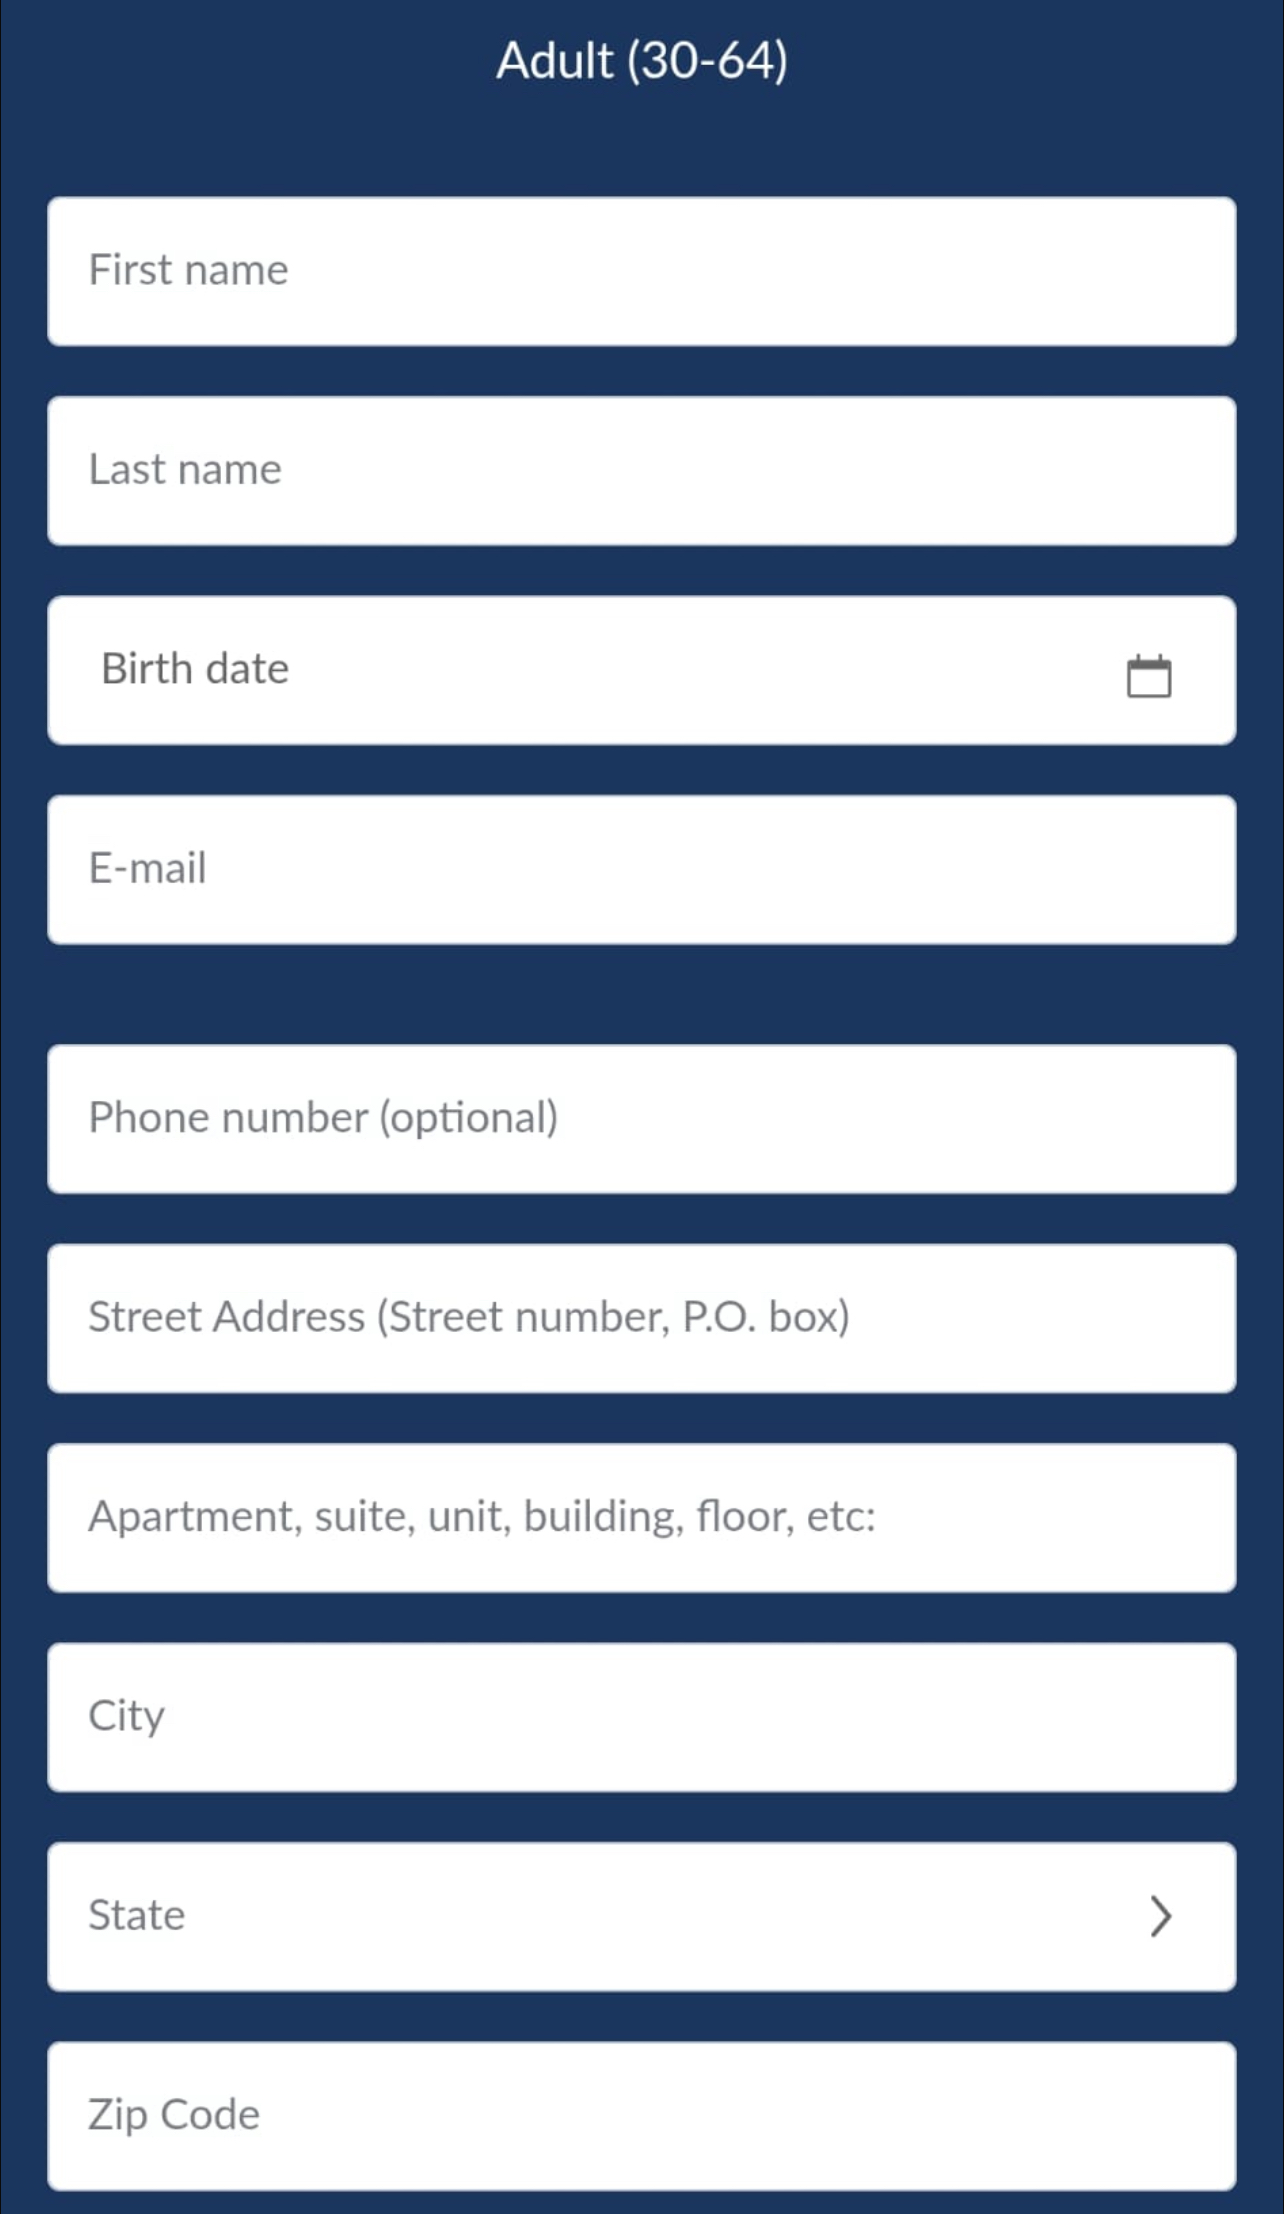 Adult (30-64)
First name
Last name
Birth date
E-mail
Phone number (optional)
Street Address (Street number, P.O. box)
Apartment, suite, unit, building, floor, etc:
City
State
Zip Code